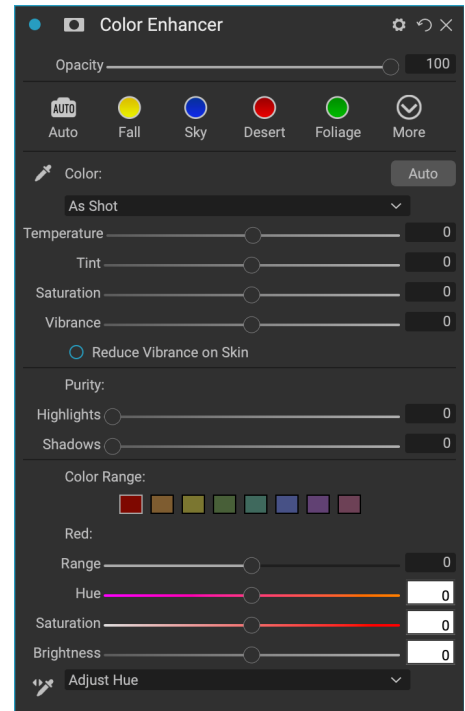 Color Enhancer
Opacity 100
AUTO
Auto Fall Sky Desert Foliage More
Color: Auto
As Shot
Temperature 0
Tint 0
Saturation 0
Vibrance 0
Reduce Vibrance on Skin
Purity:
Highlights 0
Shadows 0
Color Range:
Red:
Range 0
Hue 0
Saturation 0
Brightness 0
Adjust Hue